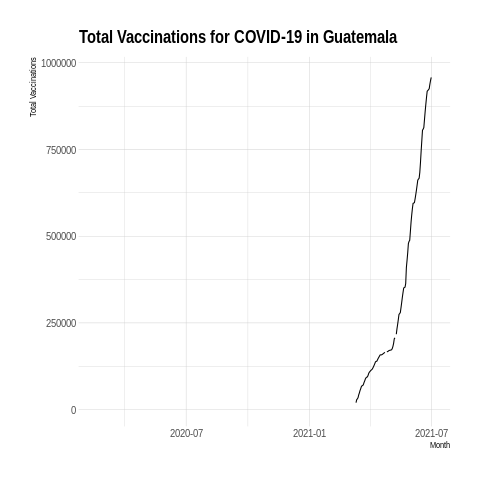 Total Vaccinations for COVID-19 in Guatemala
Total Vaccinations
1000000
750000
500000
250000
0
2020-07
2021-01
2021-07
Month